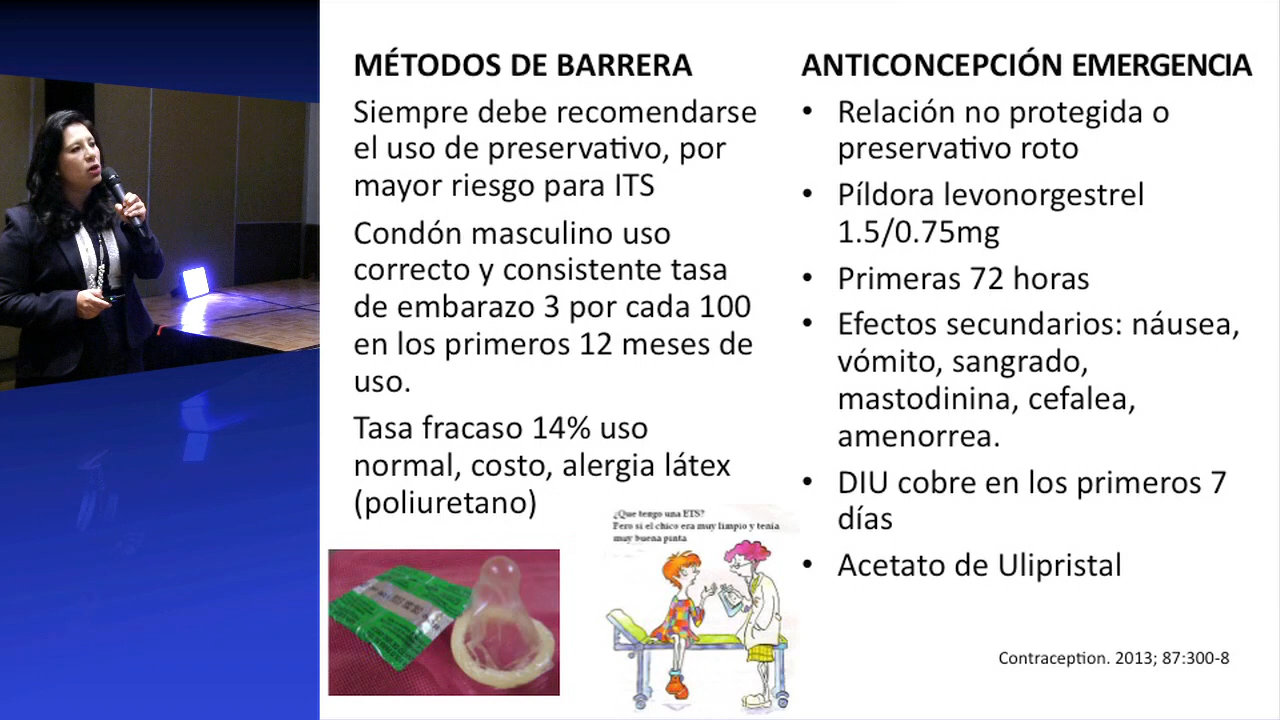 MÉTODOS DE BARRERA
Siempre debe recomendarse
el uso de preservativo, por
mayor riesgo para ITS
Condón masculino uso
correcto y consistente tasa
de embarazo 3 por cada 100
en los primeros 12 meses de
uso.
Tasa fracaso 14% uso
normal, costo, alergia látex
(poliuretano)
¿Que tengo una ETS?
Pero si el chico era muy limpio y tenía
muy buena pinta
ANTICONCEPCIÓN EMERGENCIA
• Relación no protegida o
preservativo roto
• Píldora levonorgestrel
1.5/0.75mg
• Primeras 72 horas
• Efectos secundarios: náusea,
vómito, sangrado,
mastodinina, cefalea,
amenorrea.
• DIU cobre en los primeros 7
días
• Acetato de Ulipristal
Contraception. 2013; 87:300-8